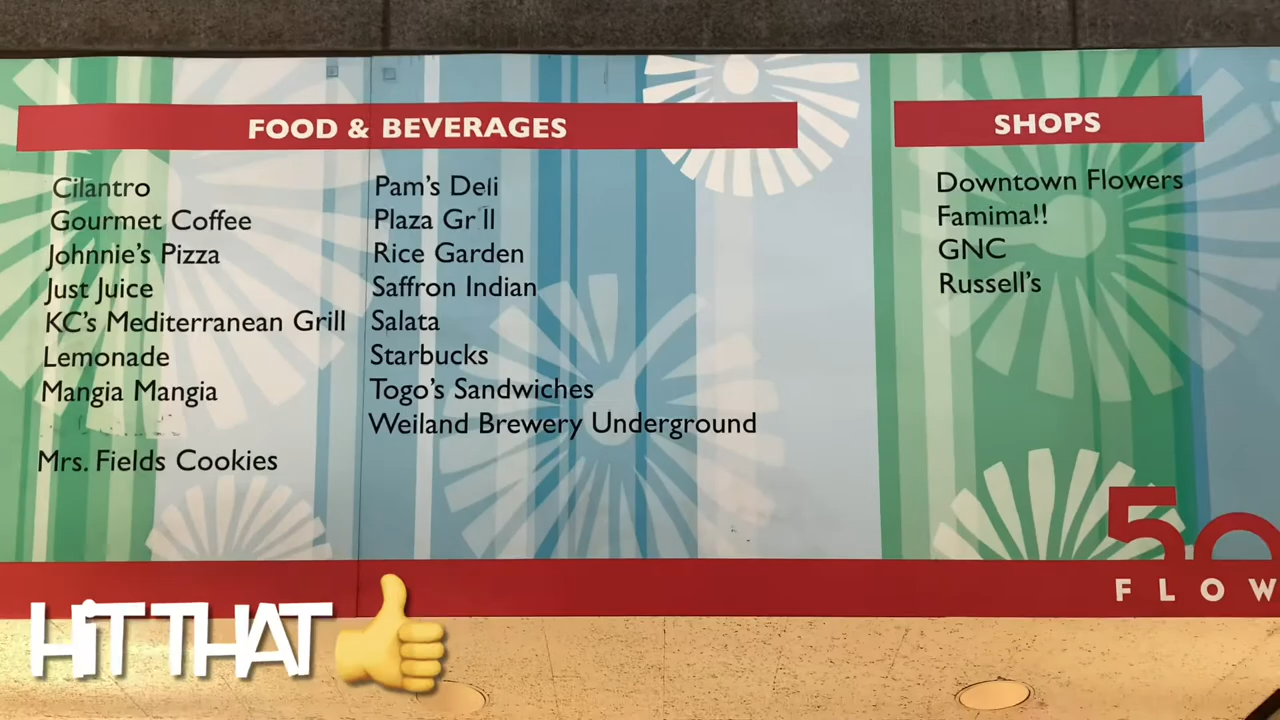 FOOD & BEVERAGES
Cilantro
Gourmet Coffee
Johnnie's Pizza
Just Juice
KC's Mediterranean Grill
Lemonade
Mangia Mangia
Mrs. Fields Cookies
Pam's Deli
Plaza Gr ll
Rice Garden
Saffron Indian
Salata
Starbucks
Togo's Sandwiches
Weiland Brewery Underground
SHOPS
Downtown Flowers
Famima!!
GNC
Russell's
50
FLOW
HiT THAT